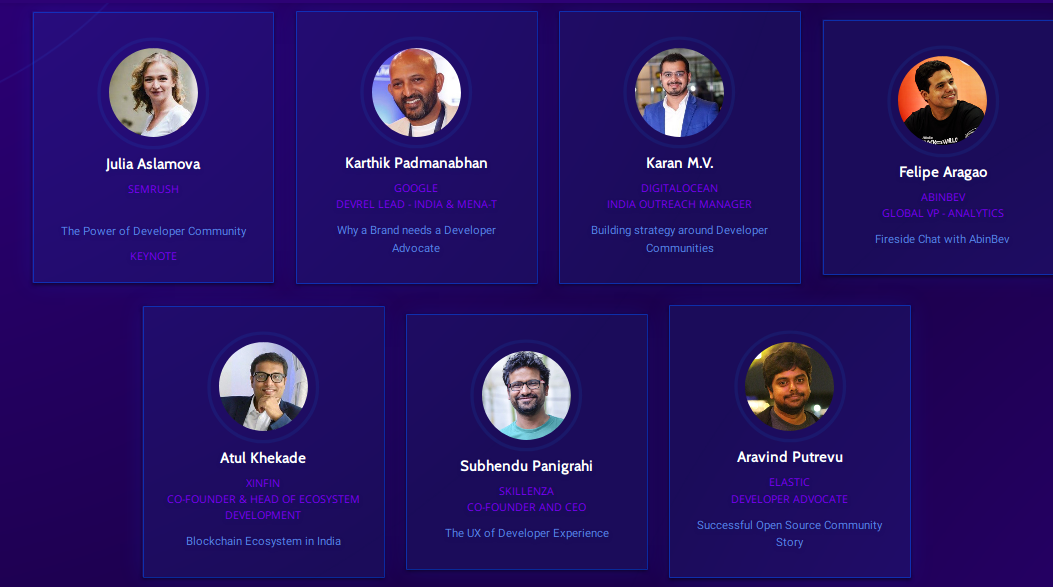 Julia Aslamova
SEMRUSH
The Power of Developer Community
KEYNOTE
Karthik Padmanabhan
GOOGLE
DEVREL LEAD - INDIA & MENA-T
Why a Brand needs a Developer
Advocate
Karan M.V.
DIGITALOCEAN
INDIA OUTREACH MANAGER
Building strategy around Developer
Communities
Felipe Aragao
ABINBEV
GLOBAL VP - ANALYTICS
Fireside Chat with AbinBev
Atul Khekade
XINFIN
CO-FOUNDER & HEAD OF ECOSYSTEM
DEVELOPMENT
Blockchain Ecosystem in India
Subhendu Panigrahi
SKILLENZA
CO-FOUNDER AND CEO
The UX of Developer Experience
Aravind Putrevu
ELASTIC
DEVELOPER ADVOCATE
Successful Open Source Community
Story